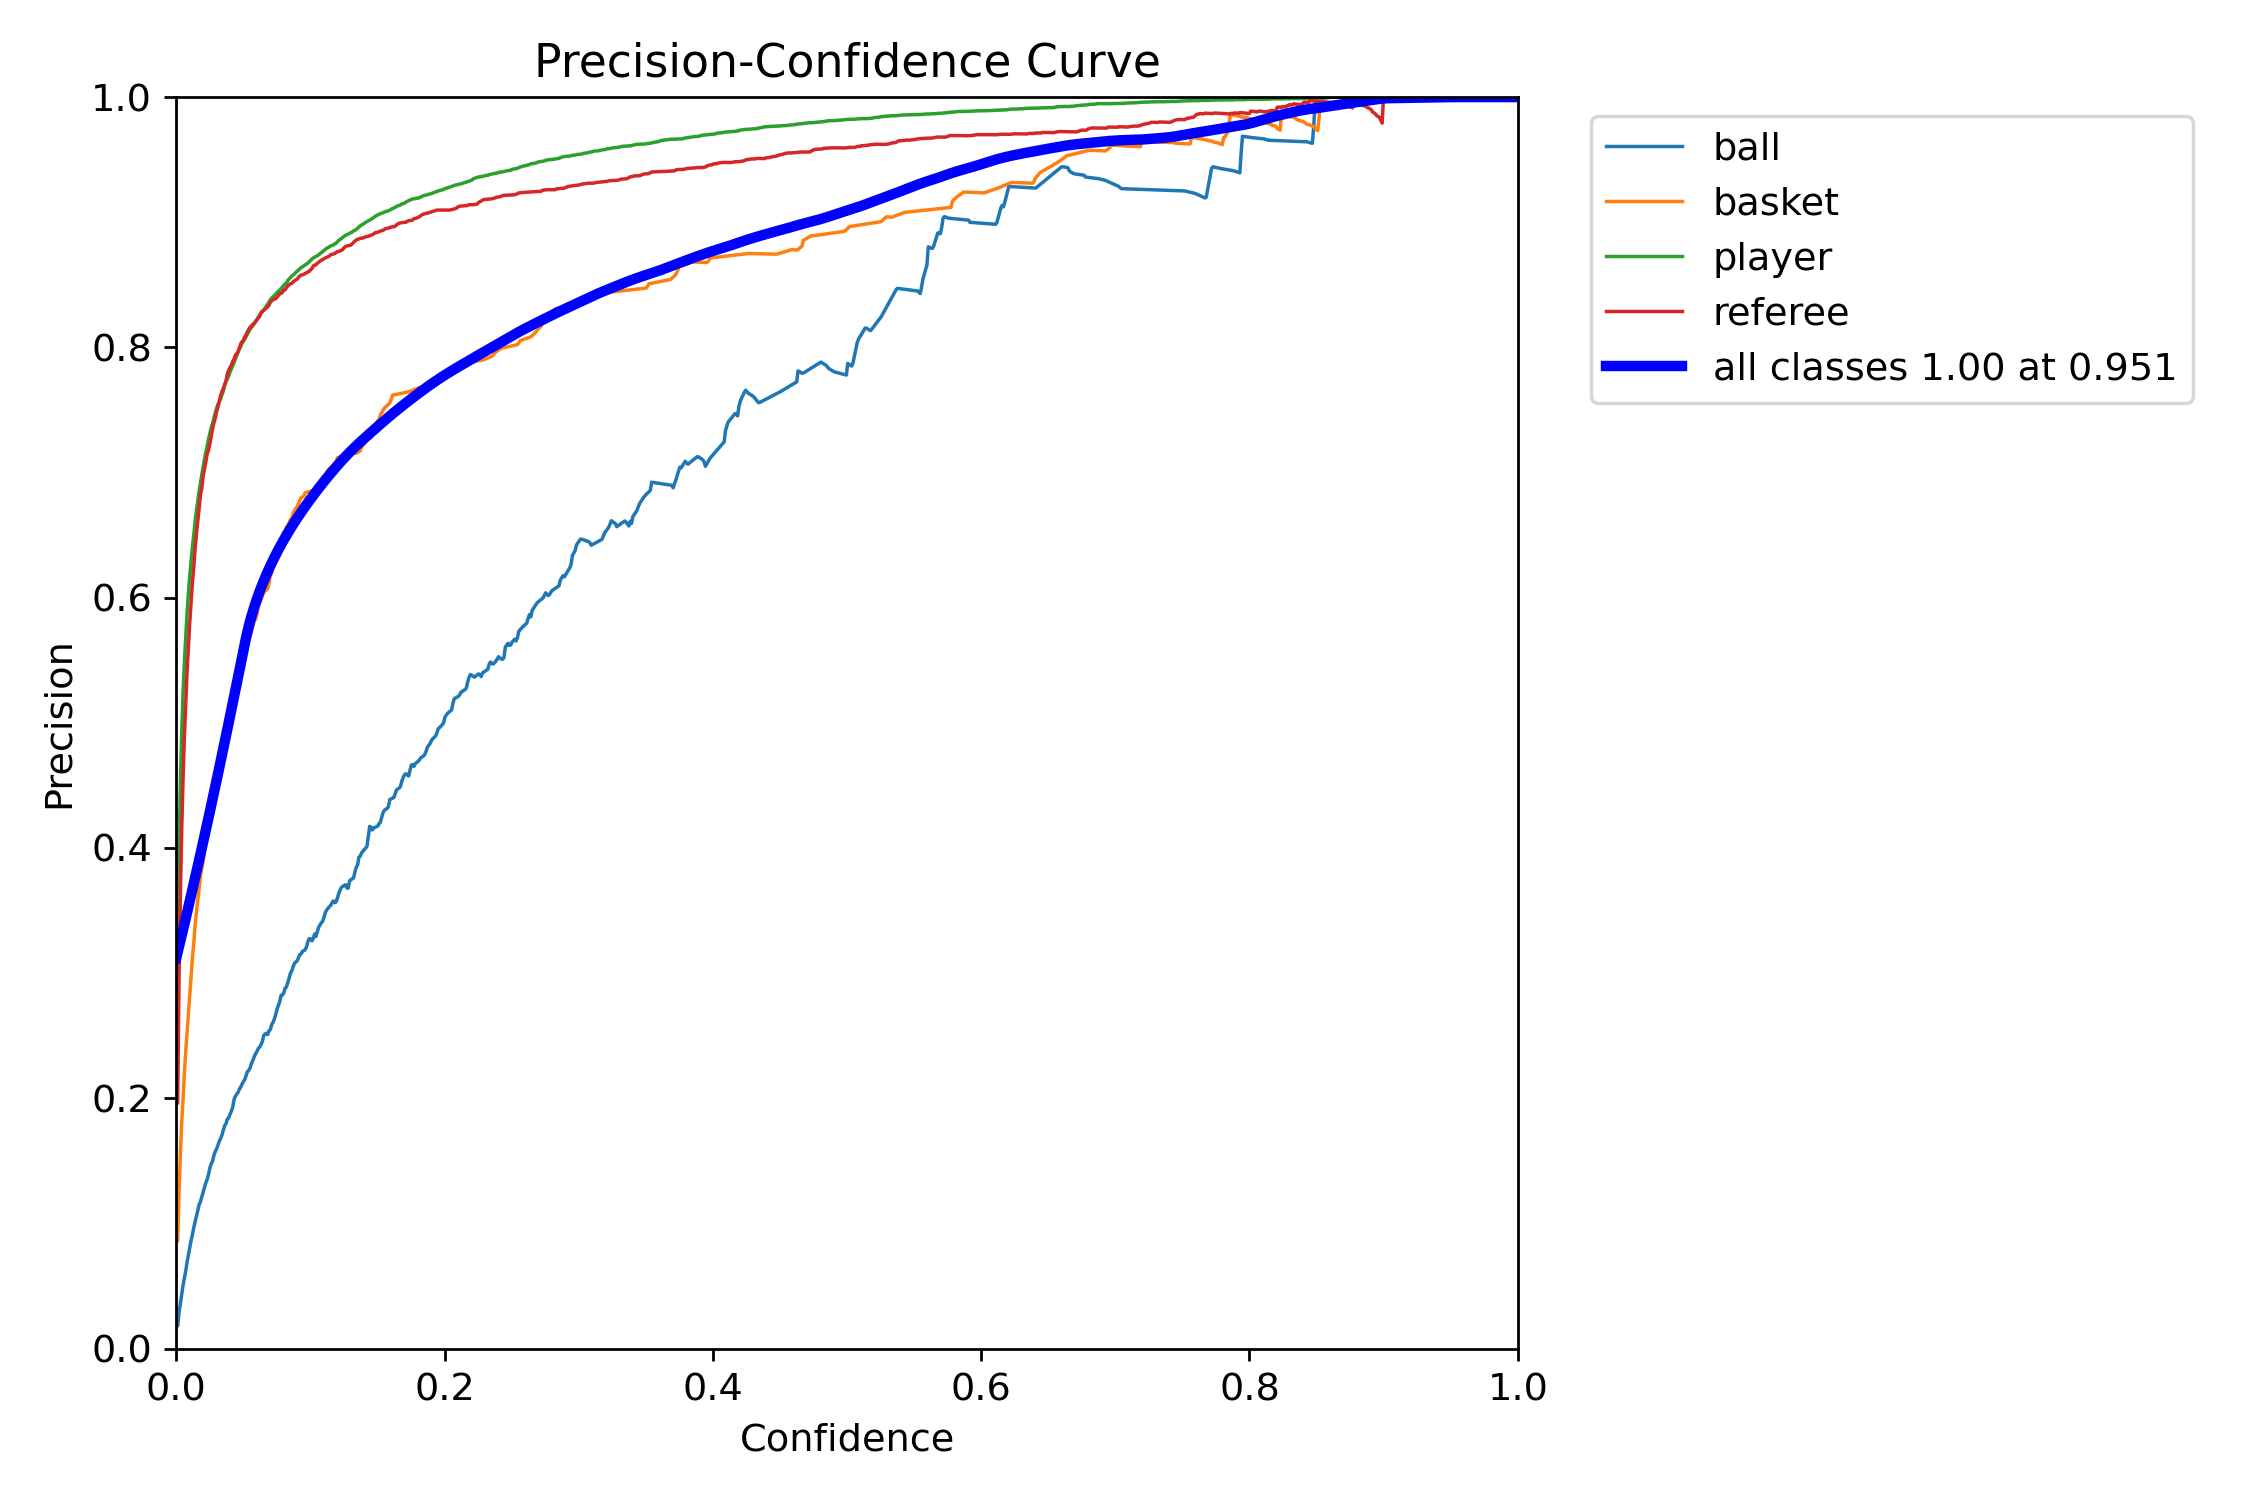 Precision-Confidence Curve
1.0
0.8
0.6
0.4
0.2
0.0
Precision
0.0 0.2 0.4 0.6 0.8 1.0
Confidence
ball
basket
player
referee
all classes 1.00 at 0.951